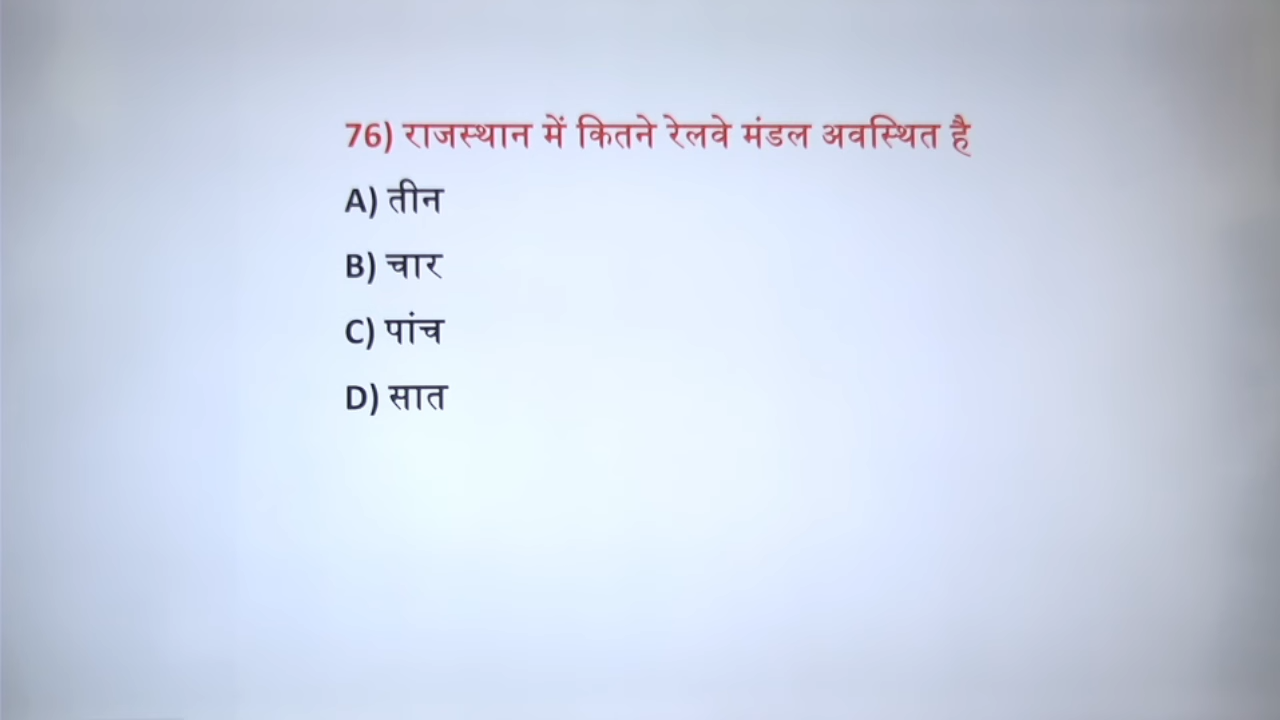 76) राजस्थान में कितने रेलवे मंडल अवस्थित है
A) तीन
B) चार
C) पांच
D) सात